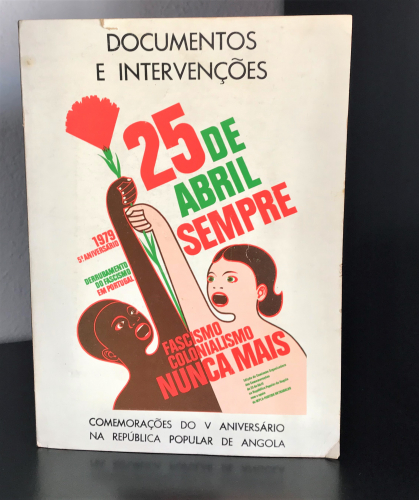 DOCUMENTOS
E INTERVENÇÕES
25 DE
ABRIL
SEMPRE
1979
5º ANIVERSÁRIO
DERRUBAMENTO
DO FASCISMO
EM PORTUGAL
FASCISMO
COLONIALISMO
NUNCA MAIS
COMEMORAÇÕES DO V ANIVERSÁRIO
NA REPÚBLICA POPULAR DE ANGOLA